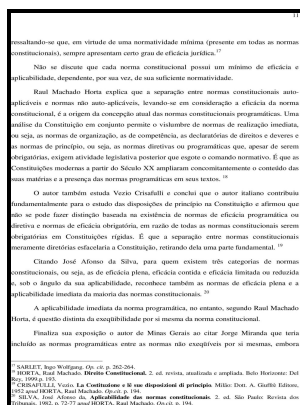 11
ressaltando-se que, em virtude de uma normatividade mínima (presente em todas as normas
constitucionais), sempre apresentam certo grau de eficácia jurídica.17
Não se discute que cada norma constitucional possui um mínimo de eficácia e
aplicabilidade, dependente, por sua vez, de sua suficiente normatividade.
Raul Machado Horta explica que a separação entre normas constitucionais auto-
aplicáveis e normas não auto-aplicáveis, levando-se em consideração a eficácia da norma
constitucional, é a origem da concepção atual das normas constitucionais programáticas. Uma
análise da Constituição em conjunto permite o vislumbre de normas de realização imediata,
ou seja, as normas de organização, as de competência, as declaratórias de direitos e deveres e
as normas de princípio, ou seja, as normas diretivas ou programáticas que, apesar de serem
obrigatórias, exigem atividade legislativa posterior que esgote o comando normativo. É que as
Constituições modernas a partir do Século XX ampliaram concomitantemente o conteúdo das
suas matérias e a presença das normas programáticas em seus textos. 18
O autor também estuda Vezio Crisafulli e conclui que o autor italiano contribuiu
fundamentalmente para o estudo das disposições de princípio na Constituição e afirmou que
não se pode fazer distinção baseada na existência de normas de eficácia programática ou
diretiva e normas de eficácia obrigatória, em razão de todas as normas constitucionais serem
obrigatórias em Constituições rígidas. É que a separação entre normas constitucionais
meramente diretórias esfacelaria a Constituição, retirando dela uma parte fundamental. 19
Citando José Afonso da Silva, para quem existem três categorias de normas
constitucionais, ou seja, as de eficácia plena, eficácia contida e eficácia limitada ou reduzida
e, sob o ângulo da sua aplicabilidade, reconhece também as normas de eficácia plena e a
aplicabilidade imediata da maioria das normas constitucionais. 20
A aplicabilidade imediata da norma programática, no entanto, segundo Raul Machado
Horta, é questão distinta da exequibilidade por si mesma da norma constitucional.
Finaliza sua exposição o autor de Minas Gerais ao citar Jorge Miranda que teria
incluído as normas programáticas entre as normas não exeqüíveis por si mesmas, embora
17 SARLET, Ingo Wolfgang. Op. cit. p. 262-264.
18 HORTA, Raul Machado. Direito Constitucional. 2. ed. revista, atualizada e ampliada. Belo Horizonte: Del
Rey, 1999.p. 193.
19 CRISAFULLI, Vezio. La Costituzione e li sue disposizioni di principio. Milão: Dott. A. Giuffrè Editore,
1952 apud HORTA, Raul Machado. Op.cit. p. 194.
20 SILVA, José Afonso da, Aplicabilidade das normas constitucionais. 2. ed. São Paulo: Revista dos
Tribunais, 1982. p. 72-77 apud HORTA, Raul Machado. Op.cit. p. 194.